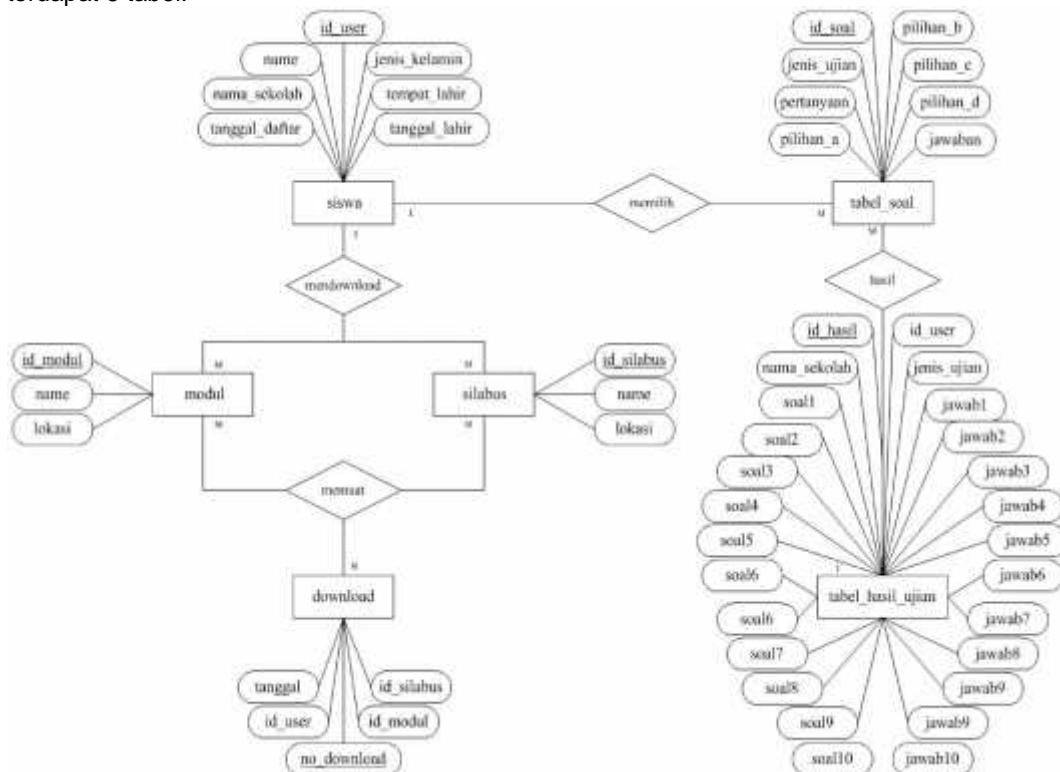 terdapat 6 tabel.
id_user
name
jenis_kelamin
nama_sekolah
tempat_lahir
tanggal_daftar
tanggal_lahir
siswa
id_soal
pilihan_b
jenis_ujian
pilihan_c
pertanyaan
pilihan_d
pilihan_a
jawaban
tabel_soal
memilih
1
M
1
M
mendownload
hasil
M
M
id_modul
name
lokasi
modul
silabus
id_silabus
name
lokasi
M
M
memuat
M
download
tanggal
id_silabus
id_user
id_modul
no_download
id_hasil
id_user
nama_sekolah
jenis_ujian
soal1
jawab1
soal2
jawab2
soal3
jawab3
soal4
jawab4
soal5
jawab5
1
soal6
jawab6
tabel_hasil_ujian
soal6
jawab7
soal7
jawab8
soal8
jawab9
soal9
jawab9
soal10
jawab10